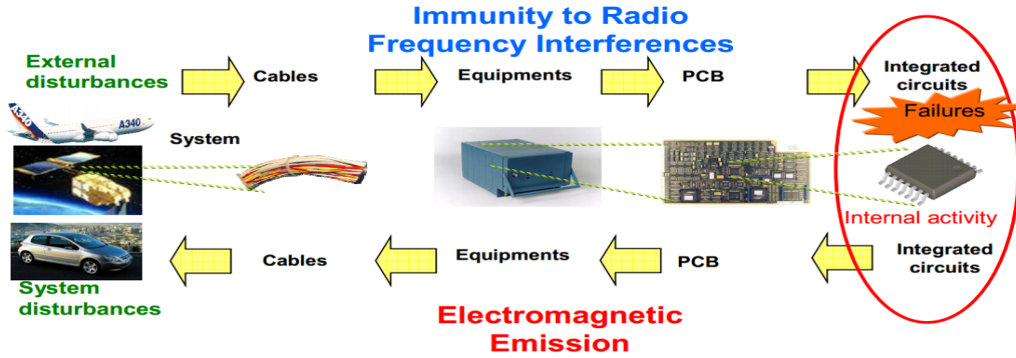 Immunity to Radio
Frequency Interferences
External
disturbances
Cables
Equipments
PCB
Integrated
circuits
Failures
A340
A340
System
Internal activity
Cables
Equipments
PCB
Integrated
circuits
System
disturbances
Electromagnetic
Emission